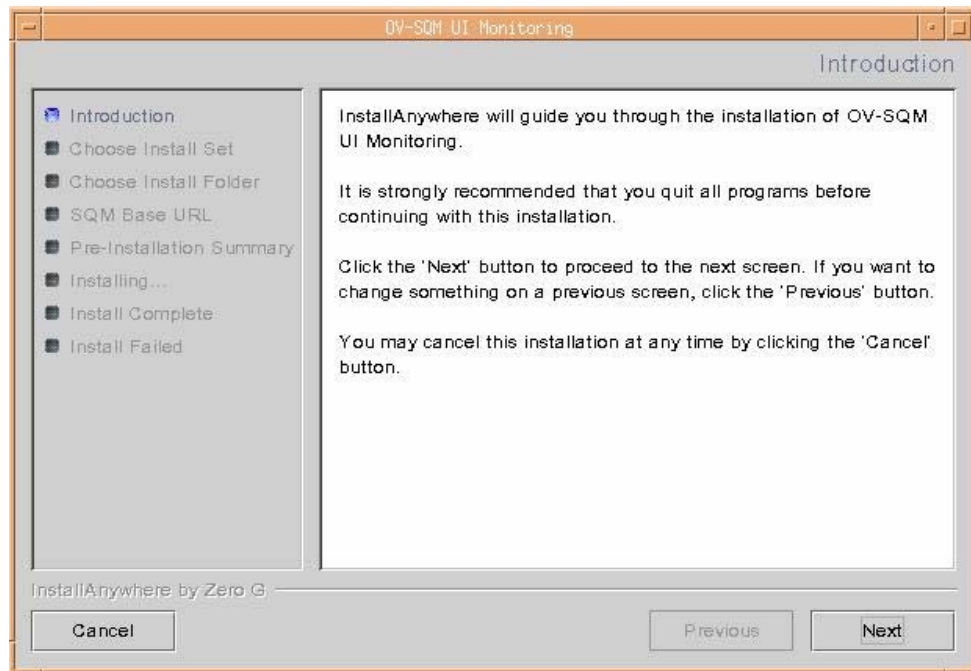 OV-SQM UI Monitoring
Introduction
Introduction
Choose Install Set
Choose Install Folder
SQM Base URL
Pre-Installation Summary
Installing...
Install Complete
Install Failed
InstallAnywhere will guide you through the installation of OV-SQM
UI Monitoring.
It is strongly recommended that you quit all programs before
continuing with this installation.
Click the 'Next' button to proceed to the next screen. If you want to
change something on a previous screen, click the 'Previous' button.
You may cancel this installation at any time by clicking the 'Cancel'
button.
InstallAnywhere by Zero G
Cancel
Previous
Next